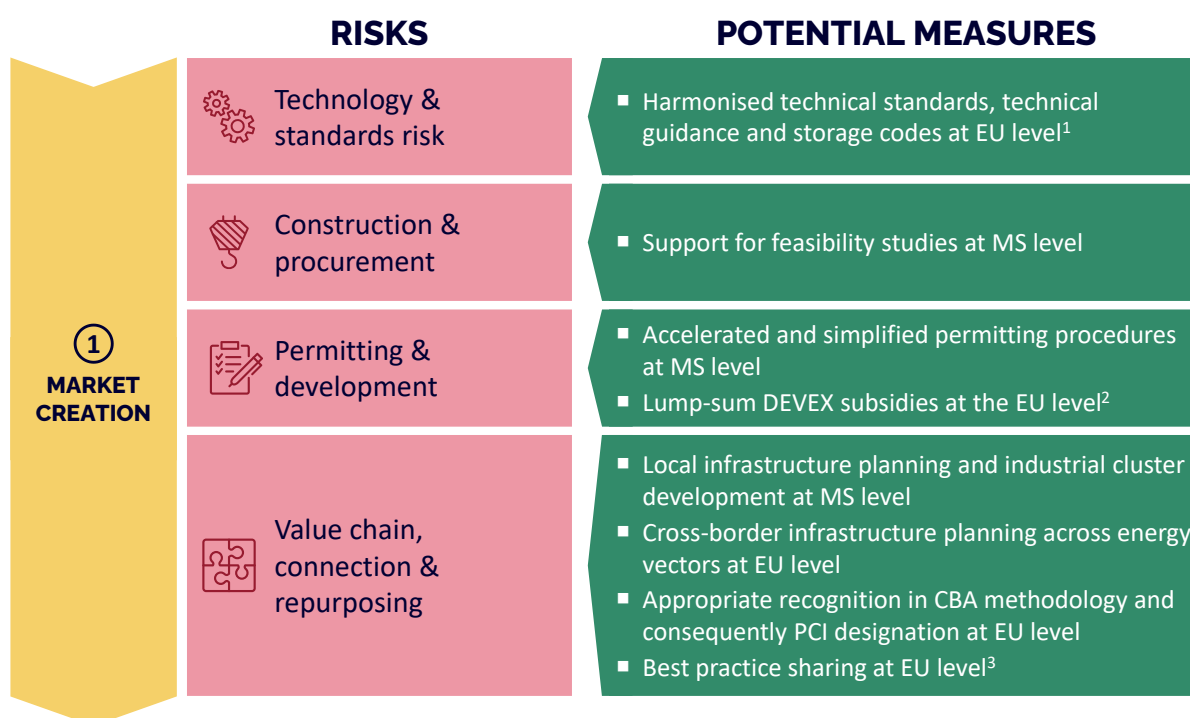 RISKS
POTENTIAL MEASURES
1
MARKET
CREATION
Technology &
standards risk
▪ Harmonised technical standards, technical
guidance and storage codes at EU level¹
Construction &
procurement
▪ Support for feasibility studies at MS level
Permitting &
development
▪ Accelerated and simplified permitting procedures
at MS level
▪ Lump-sum DEVEX subsidies at the EU level²
Value chain,
connection &
repurposing
▪ Local infrastructure planning and industrial cluster
development at MS level
▪ Cross-border infrastructure planning across energy
vectors at EU level
▪ Appropriate recognition in CBA methodology and
consequently PCI designation at EU level
▪ Best practice sharing at EU level³